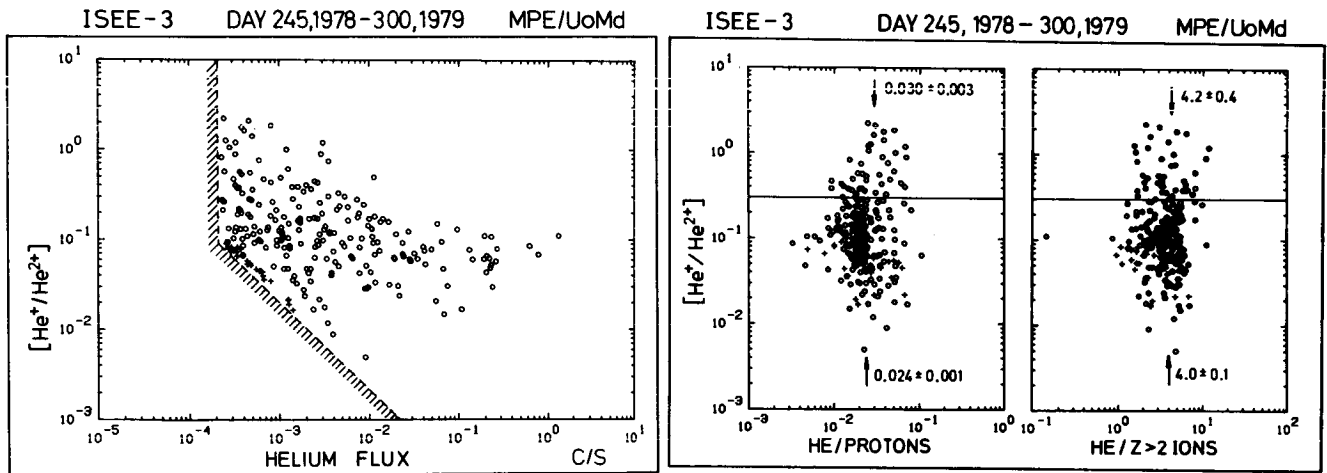 ISEE-3 DAY 245,1978-300,1979 MPE/UoMd
[He⁺/He²⁺]
10¹
10⁰
10⁻¹
10⁻²
10⁻³
10⁻⁵ 10⁻⁴ 10⁻³ 10⁻² 10⁻¹ 10⁰ 10¹
HELIUM FLUX C/S
ISEE-3 DAY 245, 1978-300,1979 MPE/UoMd
[He⁺/He²⁺]
10¹
10⁰
10⁻¹
10⁻²
10⁻³
0.030±0.003
0.024±0.001
10⁻³ 10⁻² 10⁻¹ 10⁰
HE/PROTONS
4.2±0.4
4.0±0.1
10⁻¹ 10⁰ 10¹ 10²
HE/Z>2 IONS